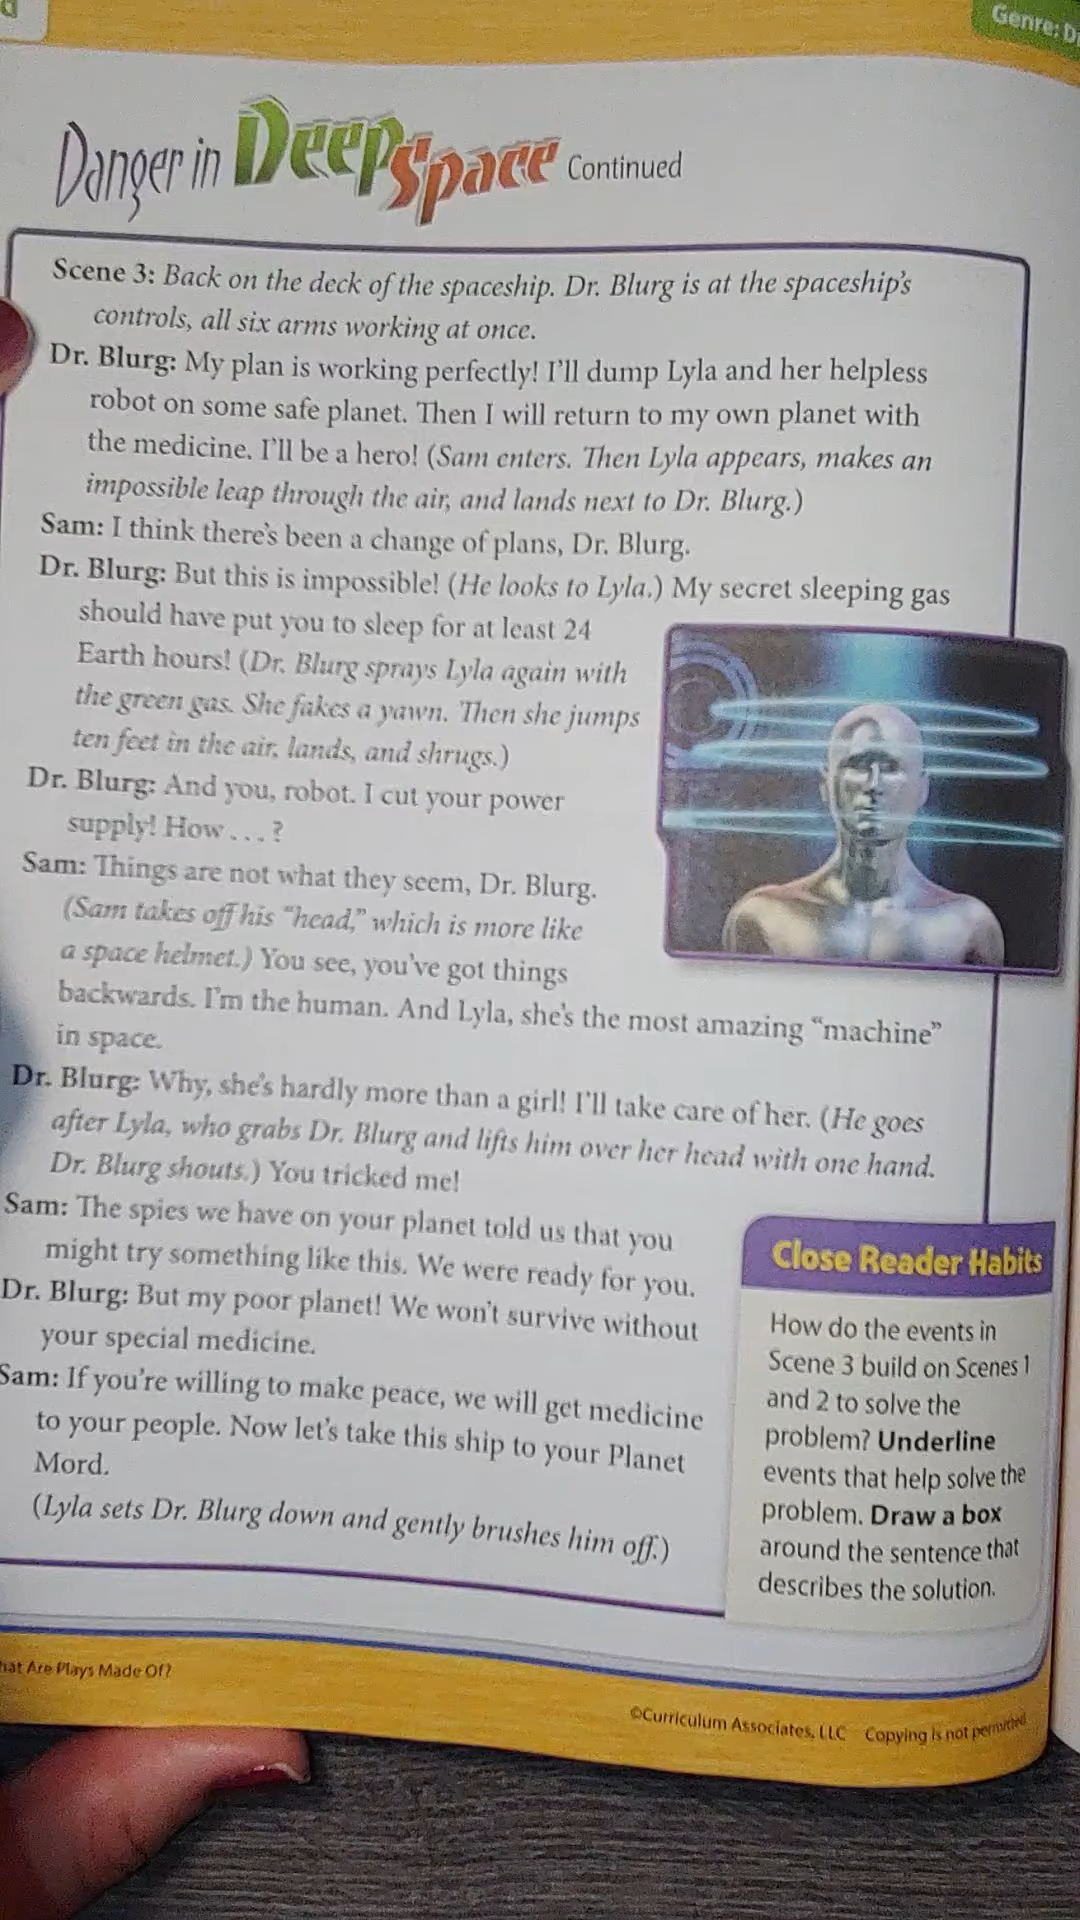 Genre:
Danger in Deep Space Continued
Scene 3: Back on the deck of the spaceship. Dr. Blurg is at the spaceship's
controls, all six arms working at once.
Dr. Blurg: My plan is working perfectly! I'll dump Lyla and her helpless
robot on some safe planet. Then I will return to my own planet with
the medicine. I'll be a hero! (Sam enters. Then Lyla appears, makes an
impossible leap through the air, and lands next to Dr. Blurg.)
Sam: I think there's been a change of plans, Dr. Blurg.
Dr. Blurg: But this is impossible! (He looks to Lyla.) My secret sleeping gas
should have put you to sleep for at least 24
Earth hours! (Dr. Blurg sprays Lyla again with
the green gas. She fakes a yawn. Then she jumps
ten feet in the air, lands, and shrugs.)
Dr. Blurg: And you, robot. I cut your power
supply! How . . . ?
Sam: Things are not what they seem, Dr. Blurg.
(Sam takes off his "head," which is more like
a space helmet.) You see, you've got things
backwards. I'm the human. And Lyla, she's the most amazing "machine"
in space.
Dr. Blurg: Why, she's hardly more than a girl! I'll take care of her. (He goes
after Lyla, who grabs Dr. Blurg and lifts him over her head with one hand.
Dr. Blurg shouts.) You tricked me!
Sam: The spies we have on your planet told us that you
might try something like this. We were ready for you.
Dr. Blurg: But my poor planet! We won't survive without
your special medicine.
Sam: If you're willing to make peace, we will get medicine
to your people. Now let's take this ship to your Planet
Mord.
(Lyla sets Dr. Blurg down and gently brushes him off.)
Close Reader Habits
How do the events in
Scene 3 build on Scenes 1
and 2 to solve the
problem? Underline
events that help solve the
problem. Draw a box
around the sentence that
describes the solution.
hat Are Plays Made Of?
©Curriculum Associates, LLC Copying is not permitted.